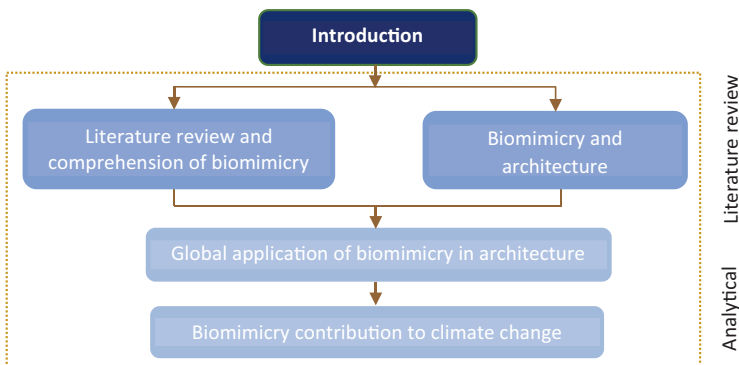 Introduction
Literature review and
comprehension of biomimicry
Biomimicry and
architecture
Global application of biomimicry in architecture
Biomimicry contribution to climate change
Literature review
Analytical